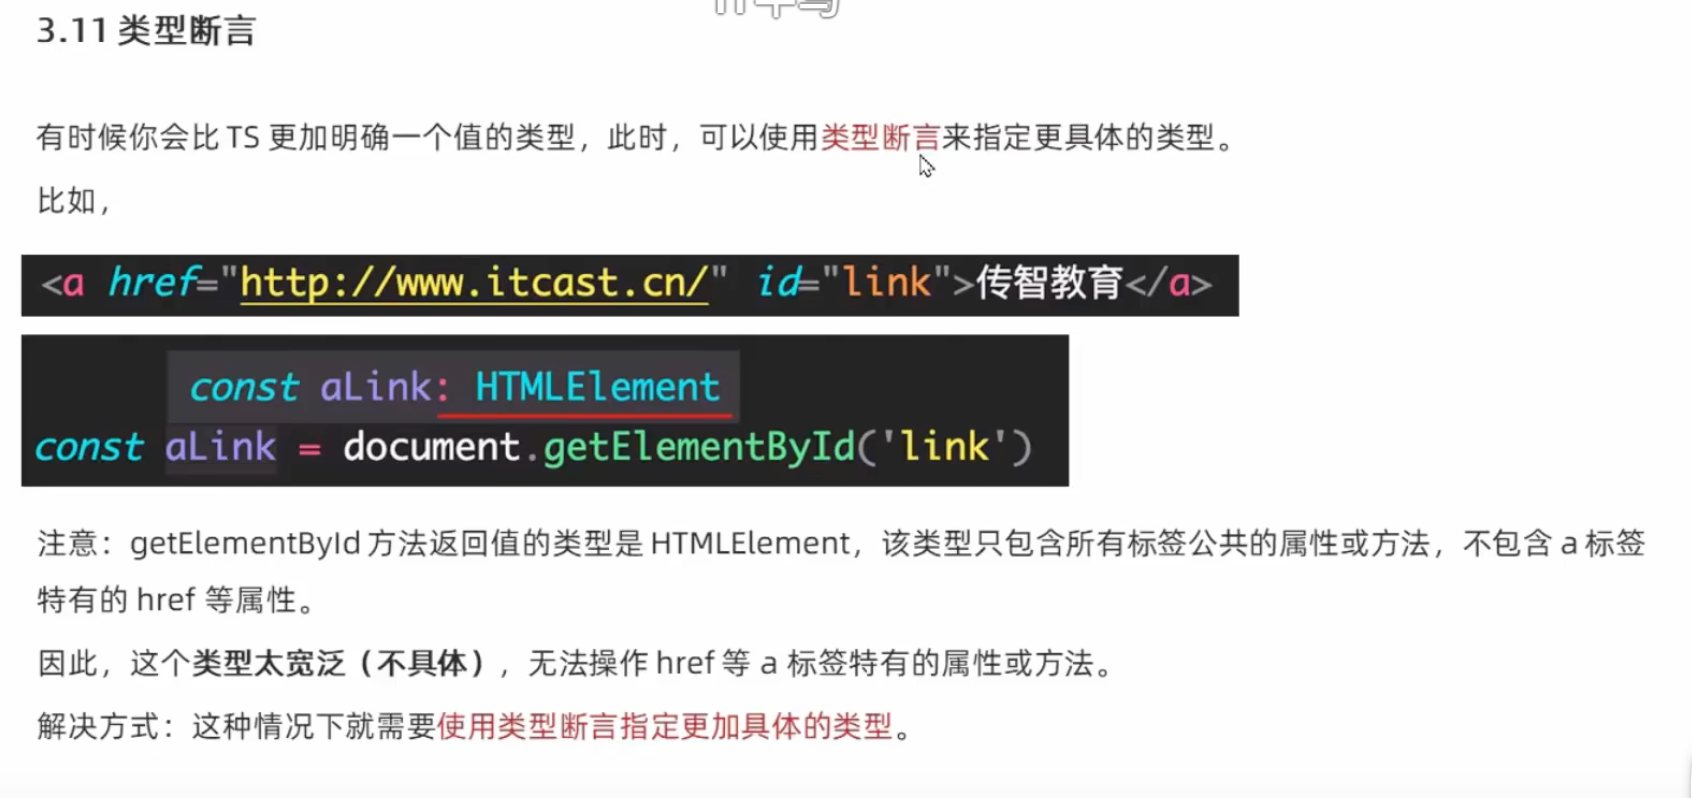 3.11 类型断言
有时候你会比 TS 更加明确一个值的类型，此时，可以使用类型断言来指定更具体的类型。
比如，
<a href="http://www.itcast.cn/" id="link">传智教育</a>
const aLink: HTMLElement
const aLink = document.getElementById('link')
注意：getElementById 方法返回值的类型是 HTMLElement，该类型只包含所有标签公共的属性或方法，不包含 a 标签
特有的 href 等属性。
因此，这个类型太宽泛（不具体），无法操作 href 等 a 标签特有的属性或方法。
解决方式：这种情况下就需要使用类型断言指定更加具体的类型。